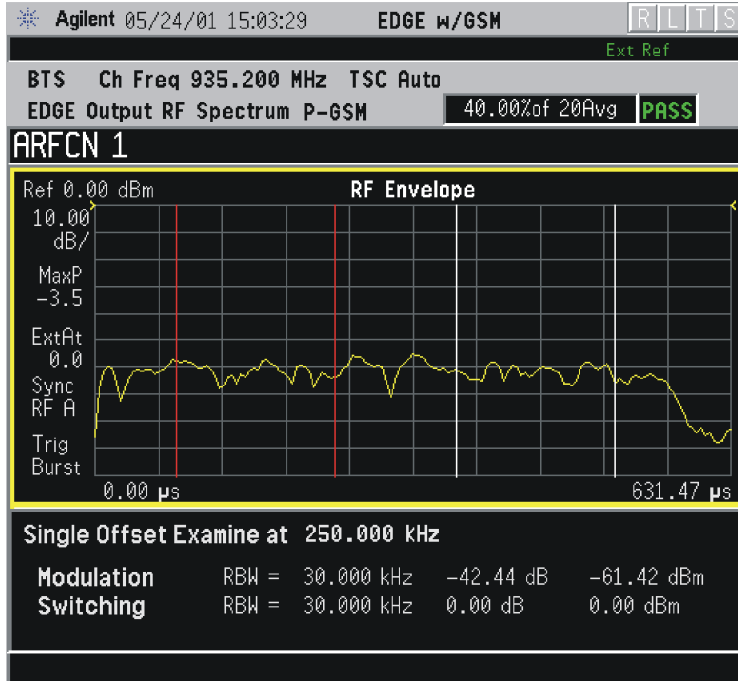 Agilent 05/24/01 15:03:29 EDGE w/GSM R L T S
Ext Ref
BTS Ch Freq 935.200 MHz TSC Auto
EDGE Output RF Spectrum P-GSM 40.00%of 20Avg PASS
ARFCN 1
Ref 0.00 dBm RF Envelope
10.00
dB/
MaxP
-3.5
ExtAt
0.0
Sync
RF A
Trig
Burst
0.00 µs 631.47 µs
Single Offset Examine at 250.000 kHz
Modulation RBW = 30.000 kHz -42.44 dB -61.42 dBm
Switching RBW = 30.000 kHz 0.00 dB 0.00 dBm